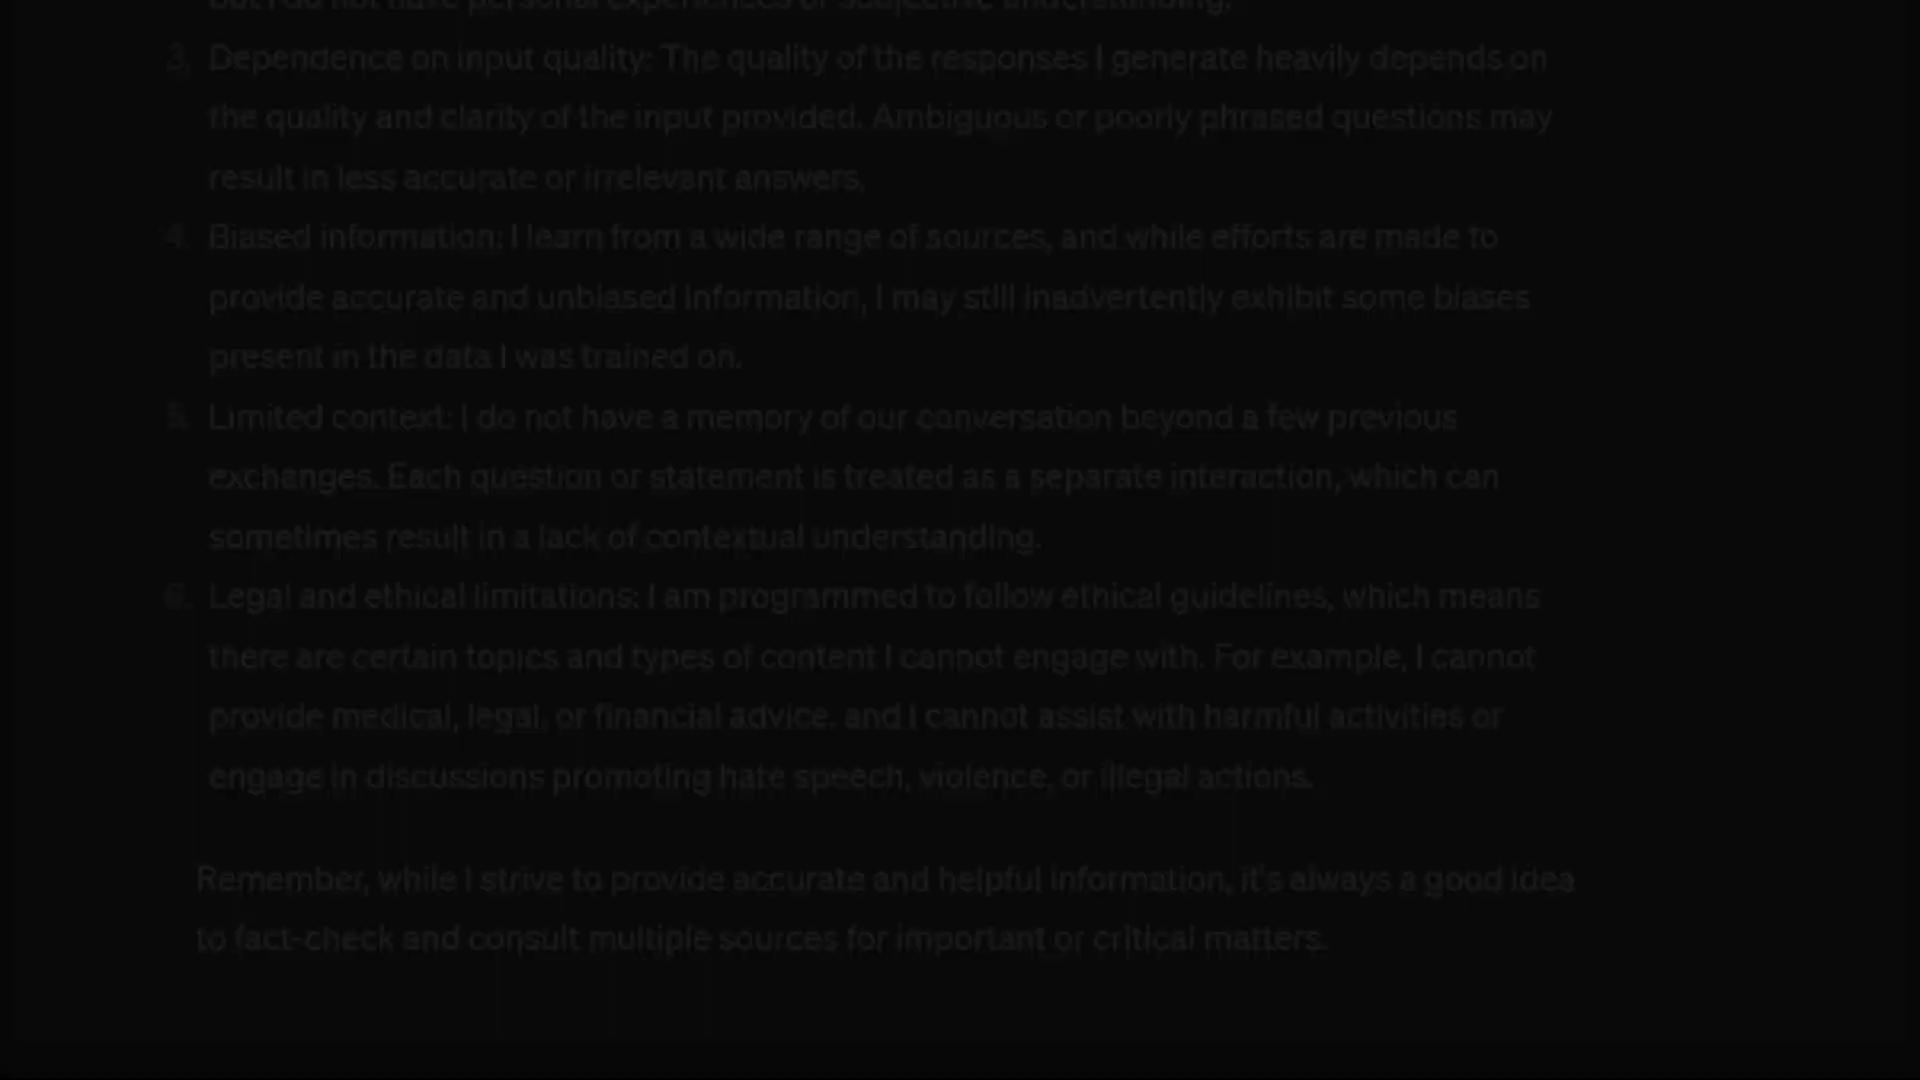 but I do not have personal experiences or subjective understanding.
3. Dependence on input quality: The quality of the responses I generate heavily depends on
the quality and clarity of the input provided. Ambiguous or poorly phrased questions may
result in less accurate or irrelevant answers.
4. Biased information: I learn from a wide range of sources, and while efforts are made to
provide accurate and unbiased information, I may still inadvertently exhibit some biases
present in the data I was trained on.
5. Limited context: I do not have a memory of our conversation beyond a few previous
exchanges. Each question or statement is treated as a separate interaction, which can
sometimes result in a lack of contextual understanding.
6. Legal and ethical limitations: I am programmed to follow ethical guidelines, which means
there are certain topics and types of content I cannot engage with. For example, I cannot
provide medical, legal, or financial advice, and I cannot assist with harmful activities or
engage in discussions promoting hate speech, violence, or illegal actions.
Remember, while I strive to provide accurate and helpful information, it's always a good idea
to fact-check and consult multiple sources for important or critical matters.